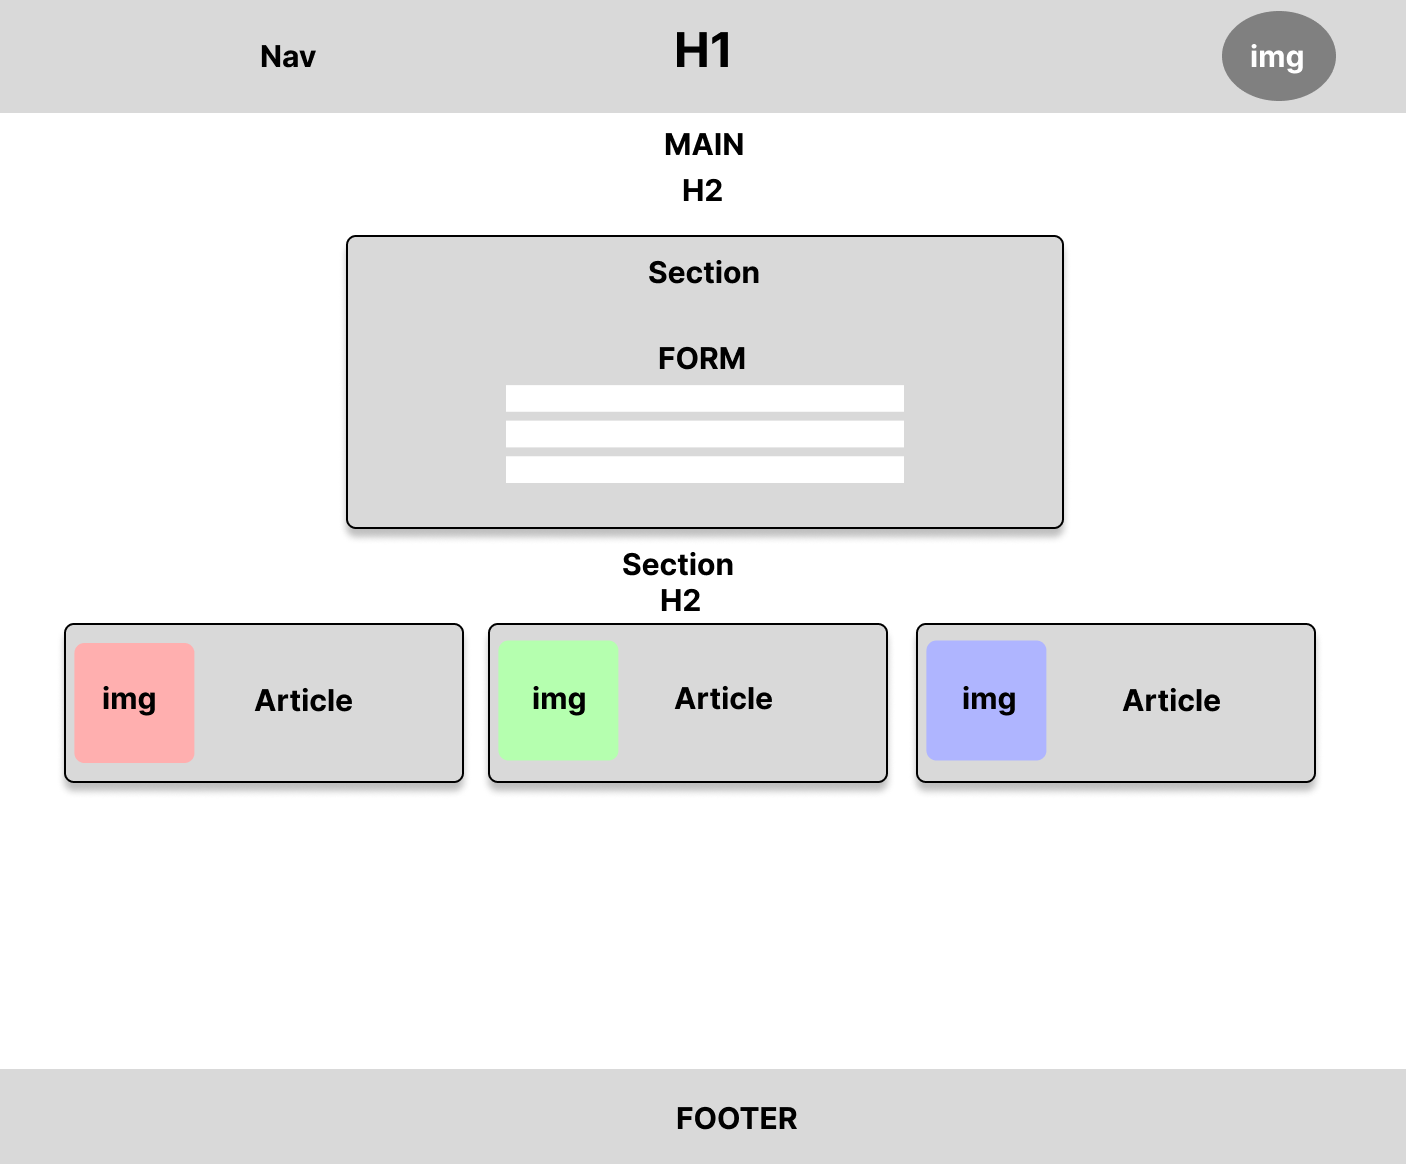 Nav
H1
img
MAIN
H2
Section
FORM
Section
H2
img
Article
img
Article
img
Article
FOOTER